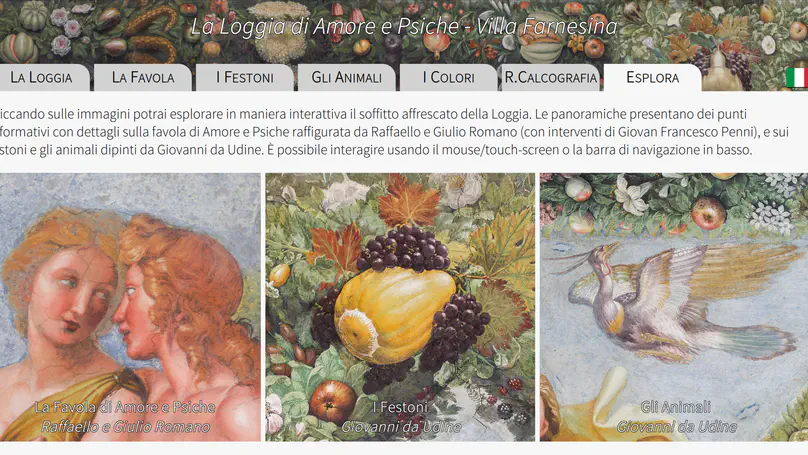 La Loggia di Amore e Psiche - Villa Farnesina
La Loggia
La Favola
I Festoni
Gli Animali
I Colori
R.Calcografia
Esplora
iccando sulle immagini potrai esplorare in maniera interattiva il soffitto affrescato della Loggia. Le panoramiche presentano dei punti
formativi con dettagli sulla favola di Amore e Psiche raffigurata da Raffaello e Giulio Romano (con interventi di Giovan Francesco Penni), e sui
stoni e gli animali dipinti da Giovanni da Udine. È possibile interagire usando il mouse/touch-screen o la barra di navigazione in basso.
La Favola di Amore e Psiche
Raffaello e Giulio Romano
I Festoni
Giovanni da Udine
Gli Animali
Giovanni da Udine